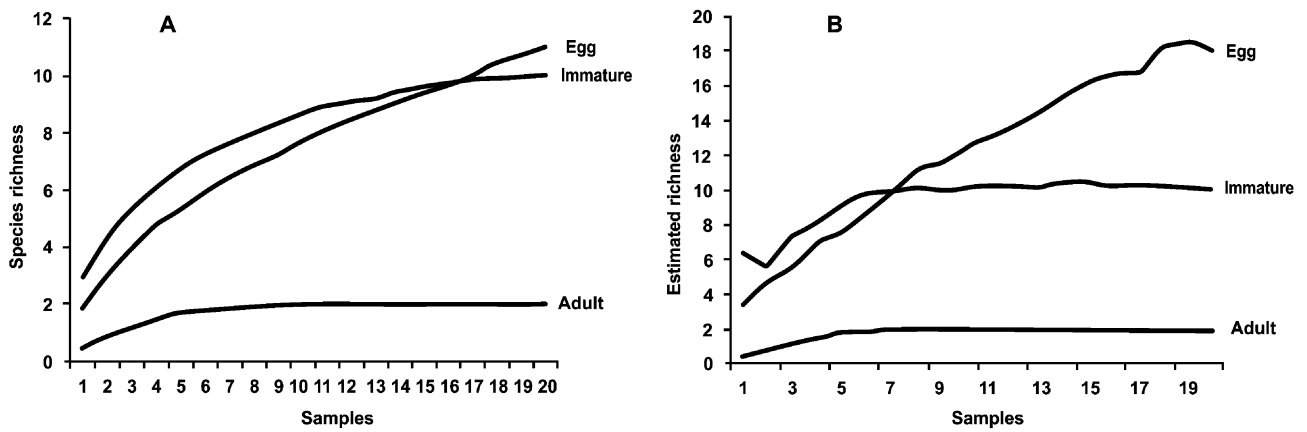 A
Species richness
12
10
8
6
4
2
0
Egg
Immature
Adult
1 2 3 4 5 6 7 8 9 10 11 12 13 14 15 16 17 18 19 20
Samples
B
Estimated richness
20
18
16
14
12
10
8
6
4
2
0
Egg
Immature
Adult
1 3 5 7 9 11 13 15 17 19
Samples